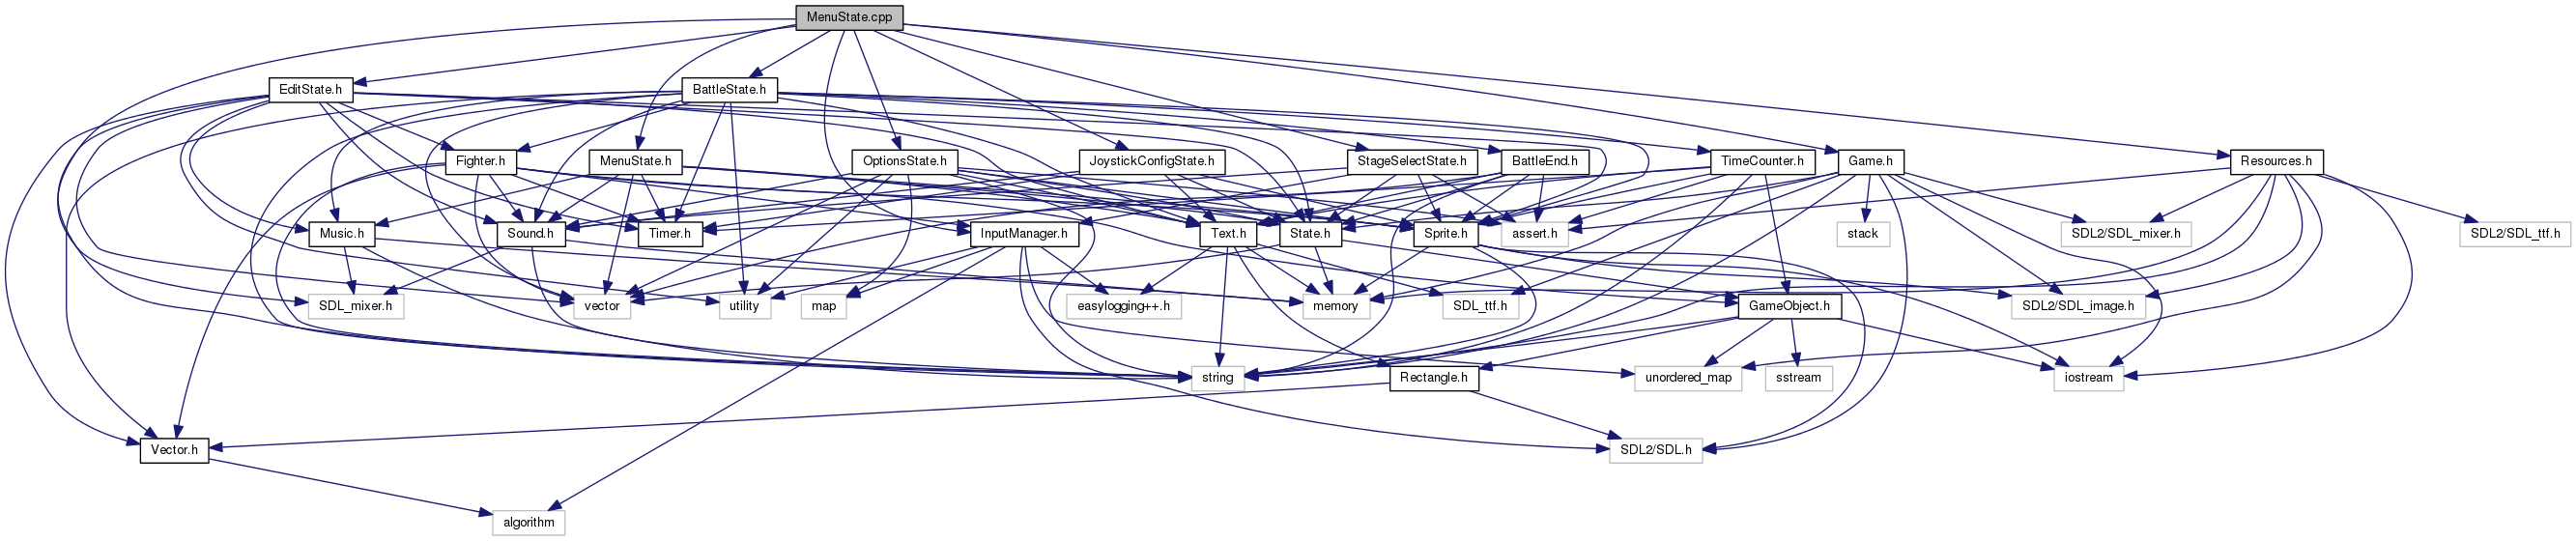 MenuState.cpp
EditState.h
BattleState.h
Fighter.h
MenuState.h
OptionsState.h
JoystickConfigState.h
StageSelectState.h
BattleEnd.h
TimeCounter.h
Game.h
Resources.h
Music.h
Sound.h
Timer.h
InputManager.h
Text.h
State.h
Sprite.h
assert.h
stack
SDL2/SDL_mixer.h
SDL2/SDL_ttf.h
SDL_mixer.h
vector
utility
map
easylogging++.h
memory
SDL_ttf.h
GameObject.h
SDL2/SDL_image.h
string
Rectangle.h
unordered_map
sstream
iostream
Vector.h
SDL2/SDL.h
algorithm